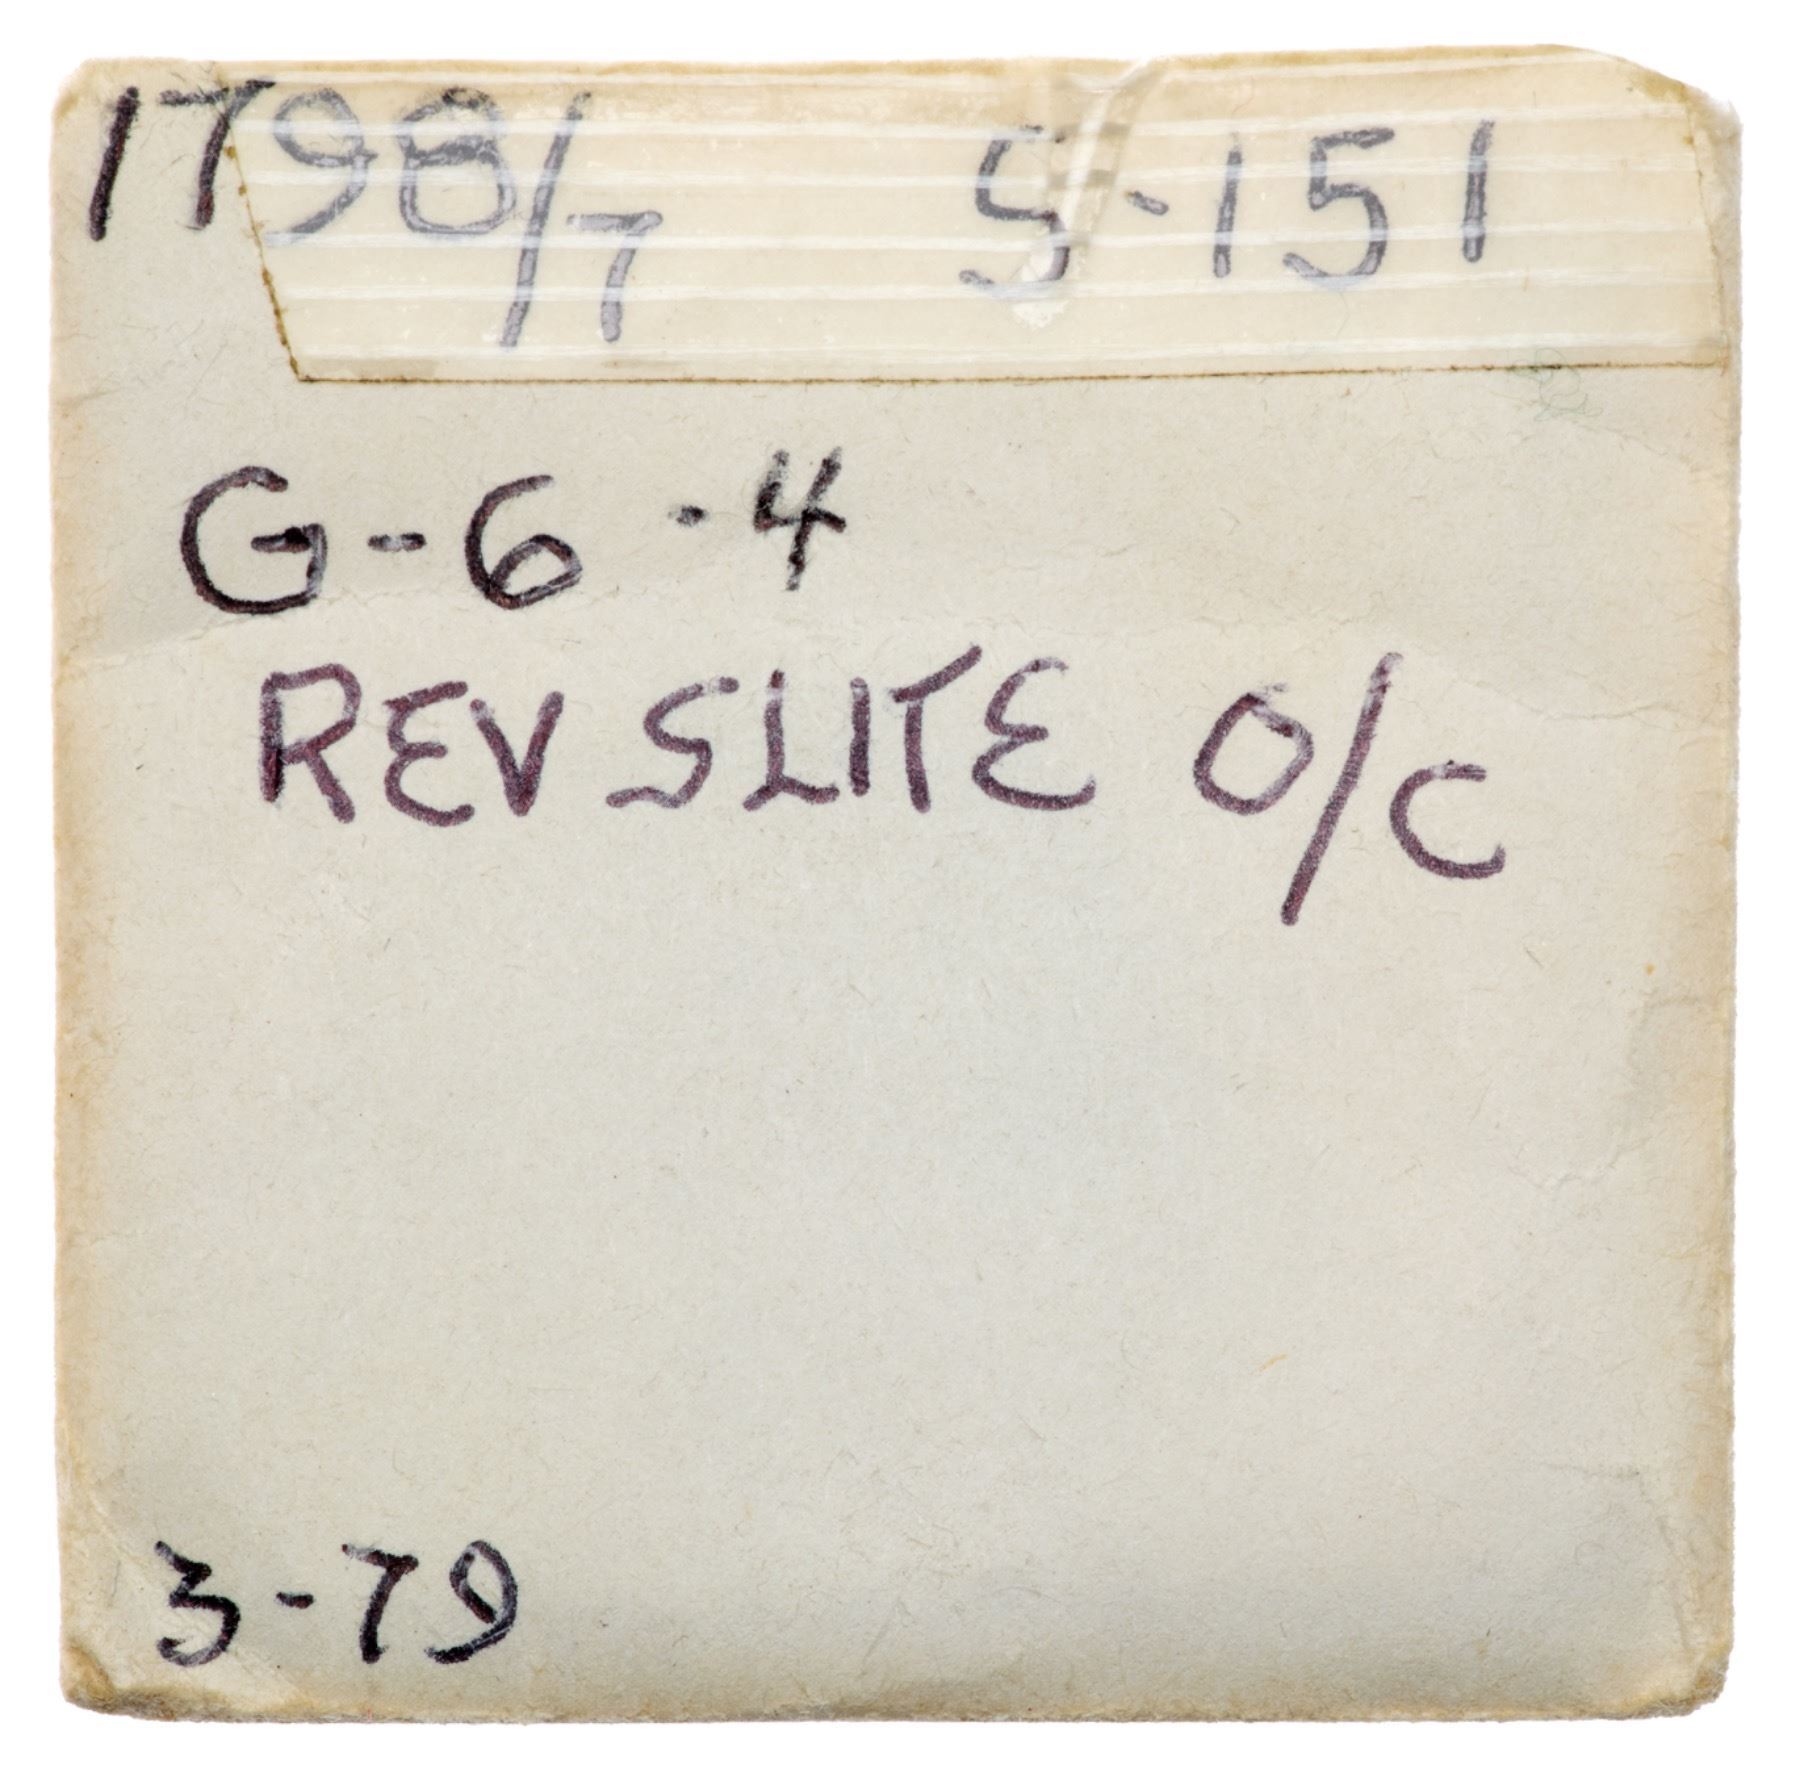 1798/7 S-151
G-6-4
REV SLITE O/C
3-79